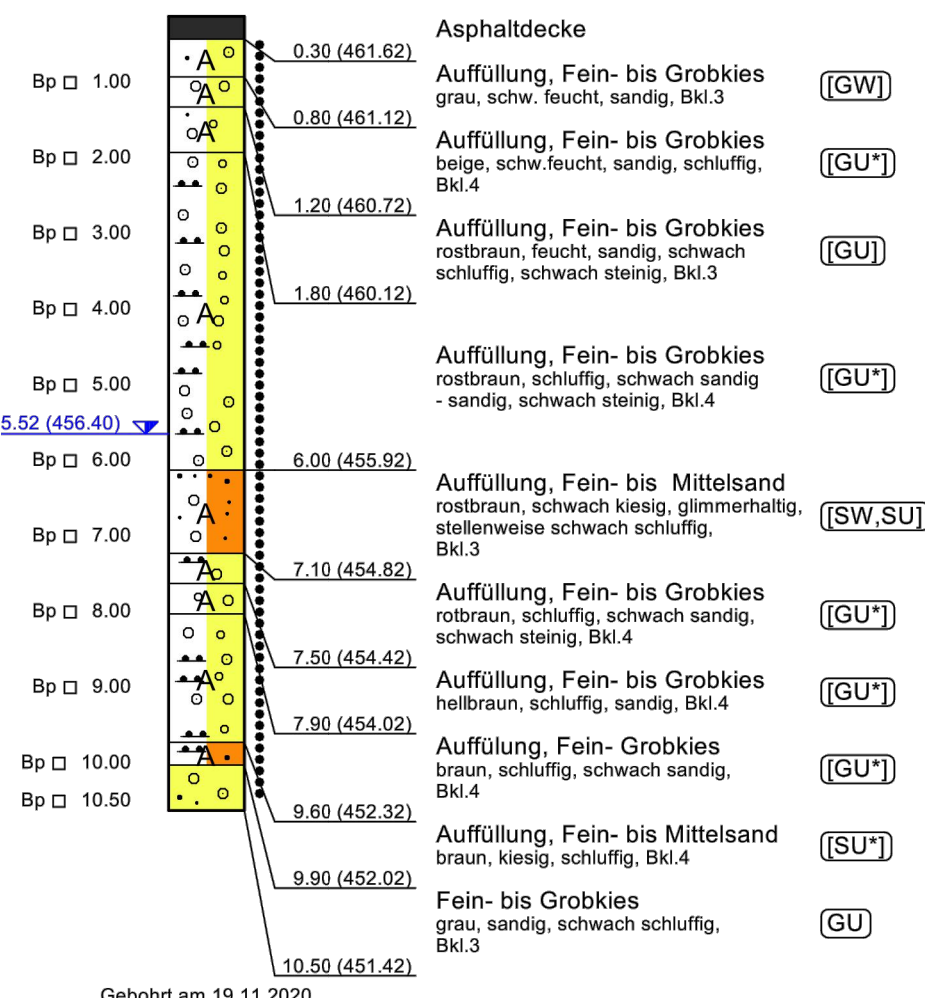 Asphaltdecke
0.30 (461.62)
Auffüllung, Fein- bis Grobkies
grau, schw. feucht, sandig, Bkl.3
[GW]
A
Bp 1.00
0.80 (461.12)
Auffüllung, Fein- bis Grobkies
beige, schw.feucht, sandig, schluffig,
Bkl.4
[GU*]
A
A
Bp 2.00
1.20 (460.72)
Auffüllung, Fein- bis Grobkies
rostbraun, feucht, sandig, schwach
schluffig, schwach steinig, Bkl.3
[GU]
Bp 3.00
1.80 (460.12)
Bp 4.00
A
Auffüllung, Fein- bis Grobkies
rostbraun, schluffig, schwach sandig
- sandig, schwach steinig, Bkl.4
[GU*]
Bp 5.00
5.52 (456.40)
Bp 6.00
6.00 (455.92)
Auffüllung, Fein- bis Mittelsand
rostbraun, schwach kiesig, glimmerhaltig,
stellenweise schwach schluffig,
Bkl.3
[SW,SU]
A
Bp 7.00
7.10 (454.82)
A
Auffüllung, Fein- bis Grobkies
rotbraun, schluffig, schwach sandig,
schwach steinig, Bkl.4
[GU*]
A
Bp 8.00
7.50 (454.42)
Auffüllung, Fein- bis Grobkies
hellbraun, schluffig, sandig, Bkl.4
[GU*]
A
Bp 9.00
7.90 (454.02)
Auffülung, Fein- Grobkies
braun, schluffig, schwach sandig,
Bkl.4
[GU*]
A
Bp 10.00
Bp 10.50
9.60 (452.32)
Auffüllung, Fein- bis Mittelsand
braun, kiesig, schluffig, Bkl.4
[SU*]
9.90 (452.02)
Fein- bis Grobkies
grau, sandig, schwach schluffig,
Bkl.3
GU
10.50 (451.42)
Gebohrt am 19.11.2020